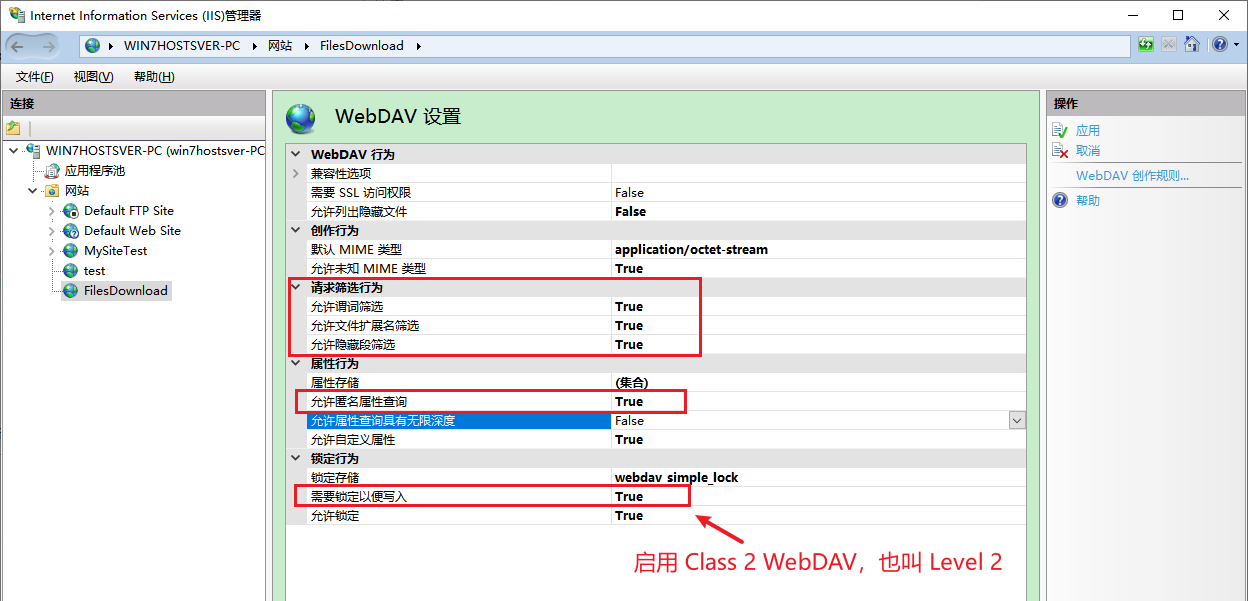 Internet Information Services (IIS)管理器
WIN7HOSTSVER-PC 网站 FilesDownload
文件(F) 视图(V) 帮助(H)
连接
WIN7HOSTSVER-PC (win7hostsver-PC
应用程序池
网站
Default FTP Site
Default Web Site
MySiteTest
test
FilesDownload
WebDAV 设置
WebDAV 行为
兼容性选项
需要 SSL 访问权限 False
允许列出隐藏文件 False
创作行为
默认 MIME 类型 application/octet-stream
允许未知 MIME 类型 True
请求筛选行为
允许谓词筛选 True
允许文件扩展名筛选 True
允许隐藏段筛选 True
属性行为
属性存储 (集合)
允许匿名属性查询 True
允许属性查询具有无限深度 False
允许自定义属性 True
锁定行为
锁定存储 webdav_simple_lock
需要锁定以便写入 True
允许锁定 True
启用 Class 2 WebDAV，也叫 Level 2
操作
应用
取消
WebDAV 创作规则...
帮助